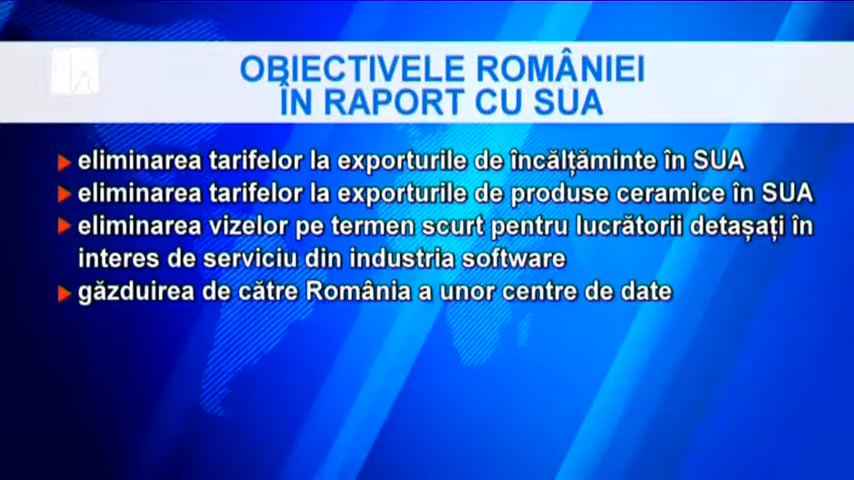 OBIECTIVELE ROMÂNIEI
ÎN RAPORT CU SUA
eliminarea tarifelor la exporturile de încălțăminte în SUA
eliminarea tarifelor la exporturile de produse ceramice în SUA
eliminarea vizelor pe termen scurt pentru lucrătorii detașați în
interes de serviciu din industria software
găzduirea de către România a unor centre de date